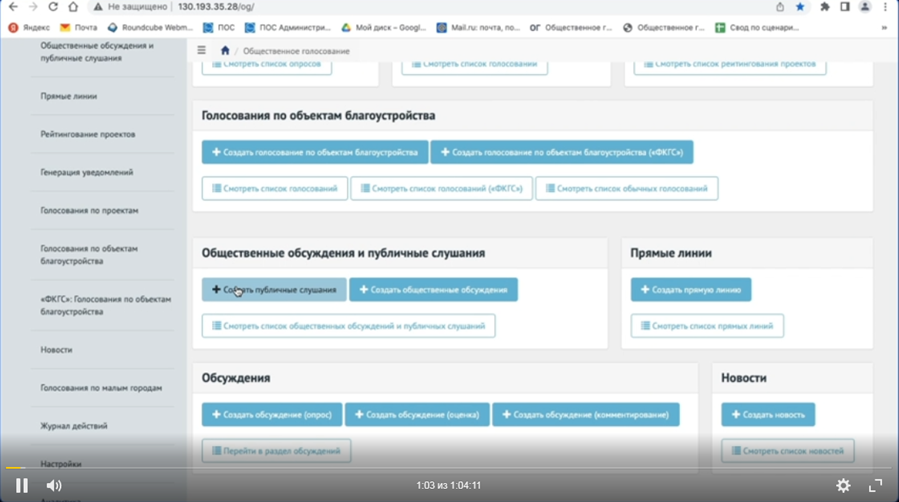 Не защищено | 130.193.35.28/og/
Яндекс Почта Roundcube Webm... ПОС ПОС Администри... Мой диск – Googl... Mail.ru: почта, по... ОГ Общественное г... Общественное г... Свод по сценари... »
Общественные обсуждения и
публичные слушания
Прямые линии
Рейтингование проектов
Генерация уведомлений
Голосования по проектам
Голосования по объектам
благоустройства
«ФКГС»: Голосования по объектам
благоустройства
Новости
Голосования по малым городам
Журнал действий
Настройки
/ Общественное голосование
Смотреть список опросов Смотреть список голосований Смотреть список рейтингования проектов
Голосования по объектам благоустройства
+ Создать голосование по объектам благоустройства + Создать голосование по объектам благоустройства («ФКГС»)
Смотреть список голосований Смотреть список голосований («ФКГС») Смотреть список обычных голосований
Общественные обсуждения и публичные слушания
+ Создать публичные слушания + Создать общественные обсуждения
Смотреть список общественных обсуждений и публичных слушаний
Прямые линии
+ Создать прямую линию
Смотреть список прямых линий
Обсуждения
+ Создать обсуждение (опрос) + Создать обсуждение (оценка) + Создать обсуждение (комментирование)
Перейти в раздел обсуждений
Новости
+ Создать новость
Смотреть список новостей
1:03 из 1:04:11